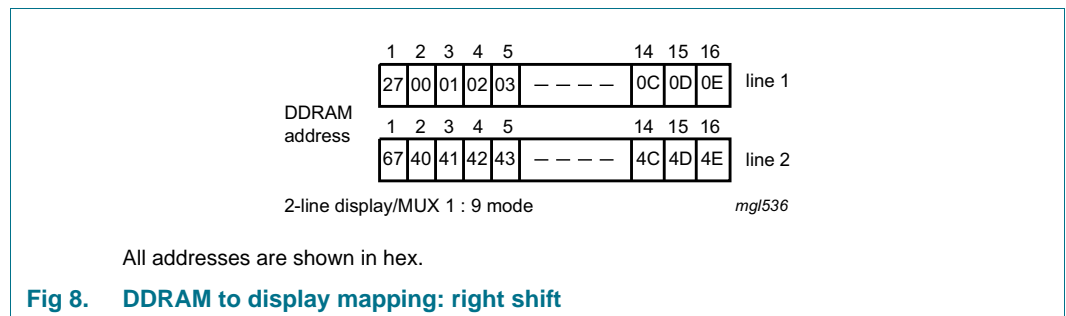 1 2 3 4 5 14 15 16
27 00 01 02 03 — — — — 0C 0D 0E line 1
DDRAM
address
1 2 3 4 5 14 15 16
67 40 41 42 43 — — — — 4C 4D 4E line 2
2-line display/MUX 1 : 9 mode mgl536
All addresses are shown in hex.
Fig 8. DDRAM to display mapping: right shift